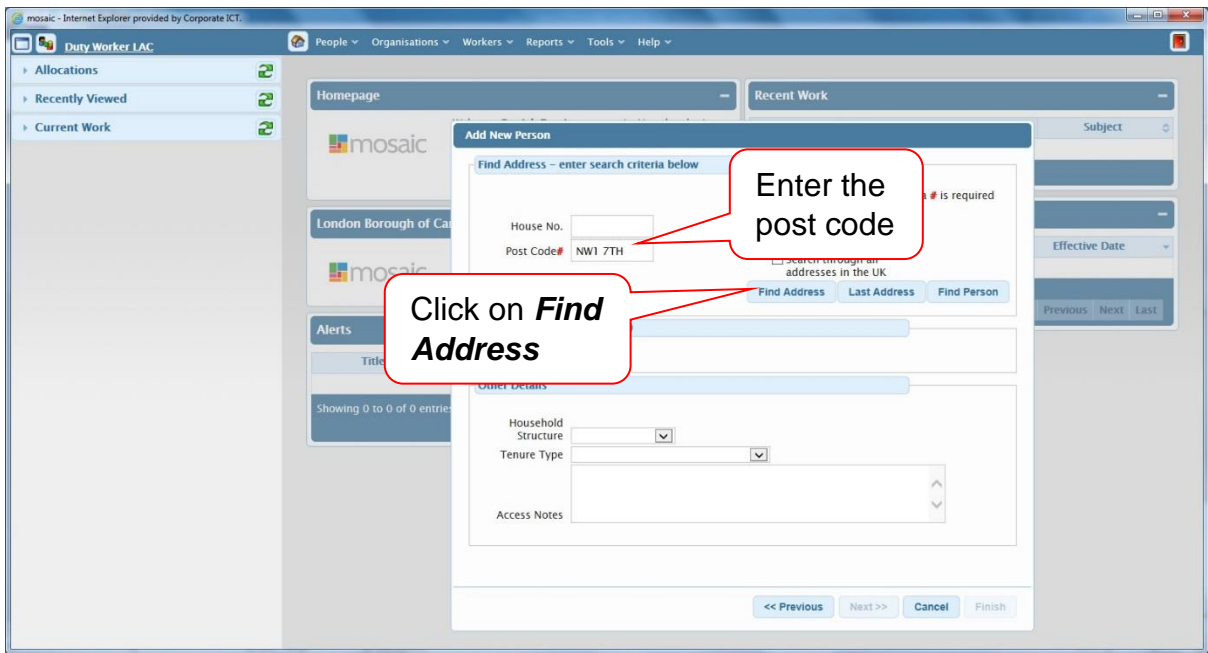 mosaic - Internet Explorer provided by Corporate ICT.
Duty Worker LAC
People Organisations Workers Reports Tools Help
Allocations
Recently Viewed
Current Work
Homepage
Recent Work
mosaic
Subject
Add New Person
Find Address – enter search criteria below
# is required
House No.
Post Code# NW1 7TH
Enter the
post code
addresses in the UK
Find Address Last Address Find Person
Click on Find
Address
London Borough of Ca
mosaic
Effective Date
Previous Next Last
Alerts
Title
Showing 0 to 0 of 0 entries
Other Details
Household
Structure
Tenure Type
Access Notes
<< Previous Next >> Cancel Finish